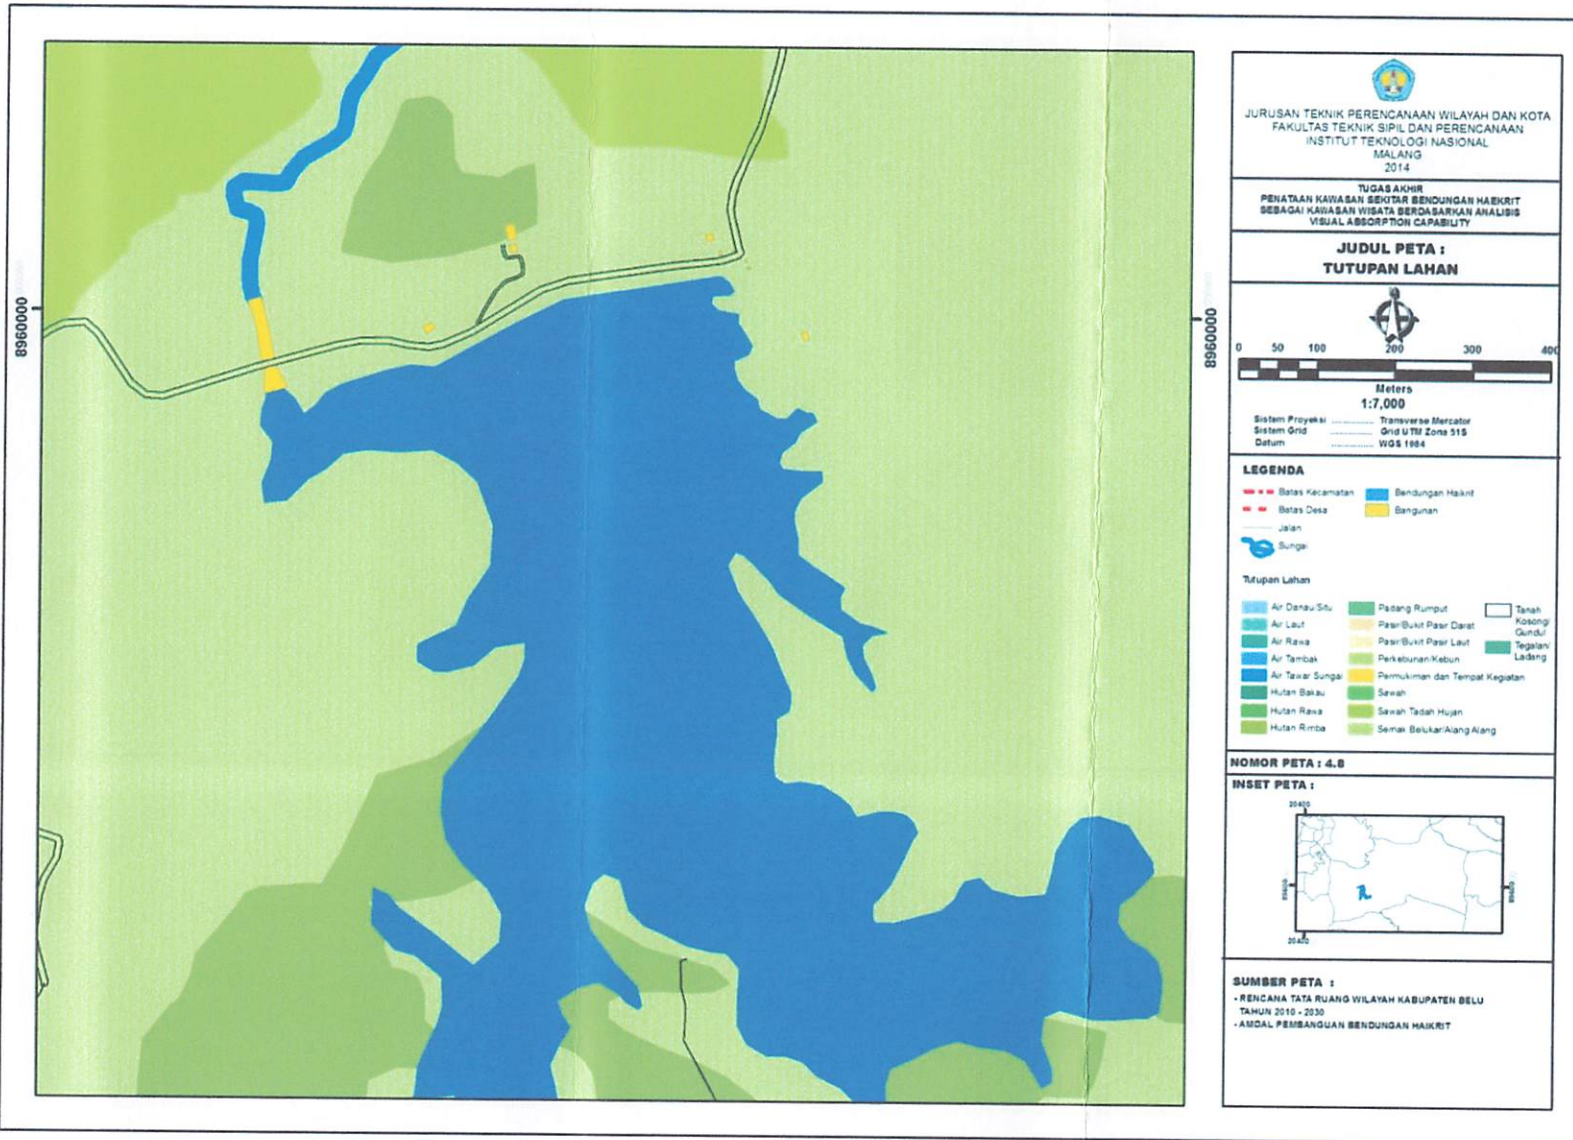 8960000
8960000
JURUSAN TEKNIK PERENCANAAN WILAYAH DAN KOTA
FAKULTAS TEKNIK SIPIL DAN PERENCANAAN
INSTITUT TEKNOLOGI NASIONAL
MALANG
2014
TUGAS AKHIR
PENATAAN KAWASAN SEKITAR BENDUNGAN HAEKRIT
SEBAGAI KAWASAN WISATA BERDASARKAN ANALISIS
VISUAL ABSORPTION CAPABILITY
JUDUL PETA :
TUTUPAN LAHAN
0 50 100 200 300 400
Meters
1:7,000
Sistem Proyeksi ............... Transverse Mercator
Sistem Grid ............... Grid UTM Zona 51S
Datum ............... WGS 1984
LEGENDA
Batas Kecamatan
Batas Desa
Jalan
Sungai
Bendungan Haikrit
Bangunan
Tutupan Lahan
Air Danau/Situ
Air Laut
Air Rawa
Air Tambak
Air Tawar Sungai
Hutan Bakau
Hutan Rawa
Hutan Rimba
Padang Rumput
Pasir/Bukit Pasir Darat
Pasir/Bukit Pasir Laut
Perkebunan/Kebun
Permukiman dan Tempat Kegiatan
Sawah
Sawah Tadah Hujan
Semak Belukar/Alang Alang
Tanah
Kosong/
Gundul
Tegalan/
Ladang
NOMOR PETA : 4.8
INSET PETA :
20400
20400
SUMBER PETA :
- RENCANA TATA RUANG WILAYAH KABUPATEN BELU
TAHUN 2010 - 2030
- AMDAL PEMBANGUAN BENDUNGAN HAIKRIT